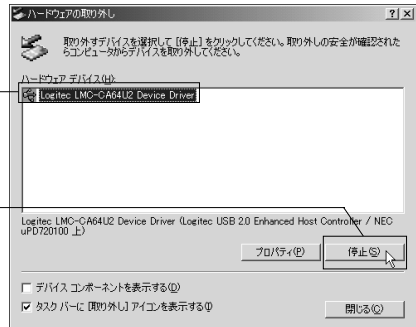 ハードウェアの取り外し
取り外すデバイスを選択して [停止] をクリックしてください。取り外しの安全が確認された
らコンピュータからデバイスを取り外してください。
ハードウェア デバイス(H):
Logitec LMC-CA64U2 Device Driver
Logitec LMC-CA64U2 Device Driver (Logitec USB 2.0 Enhanced Host Controller / NEC
uPD720100 上)
プロパティ(P)
停止(S)
デバイス コンポーネントを表示する(D)
タスク バーに [取り外し] アイコンを表示する(I)
閉じる(C)